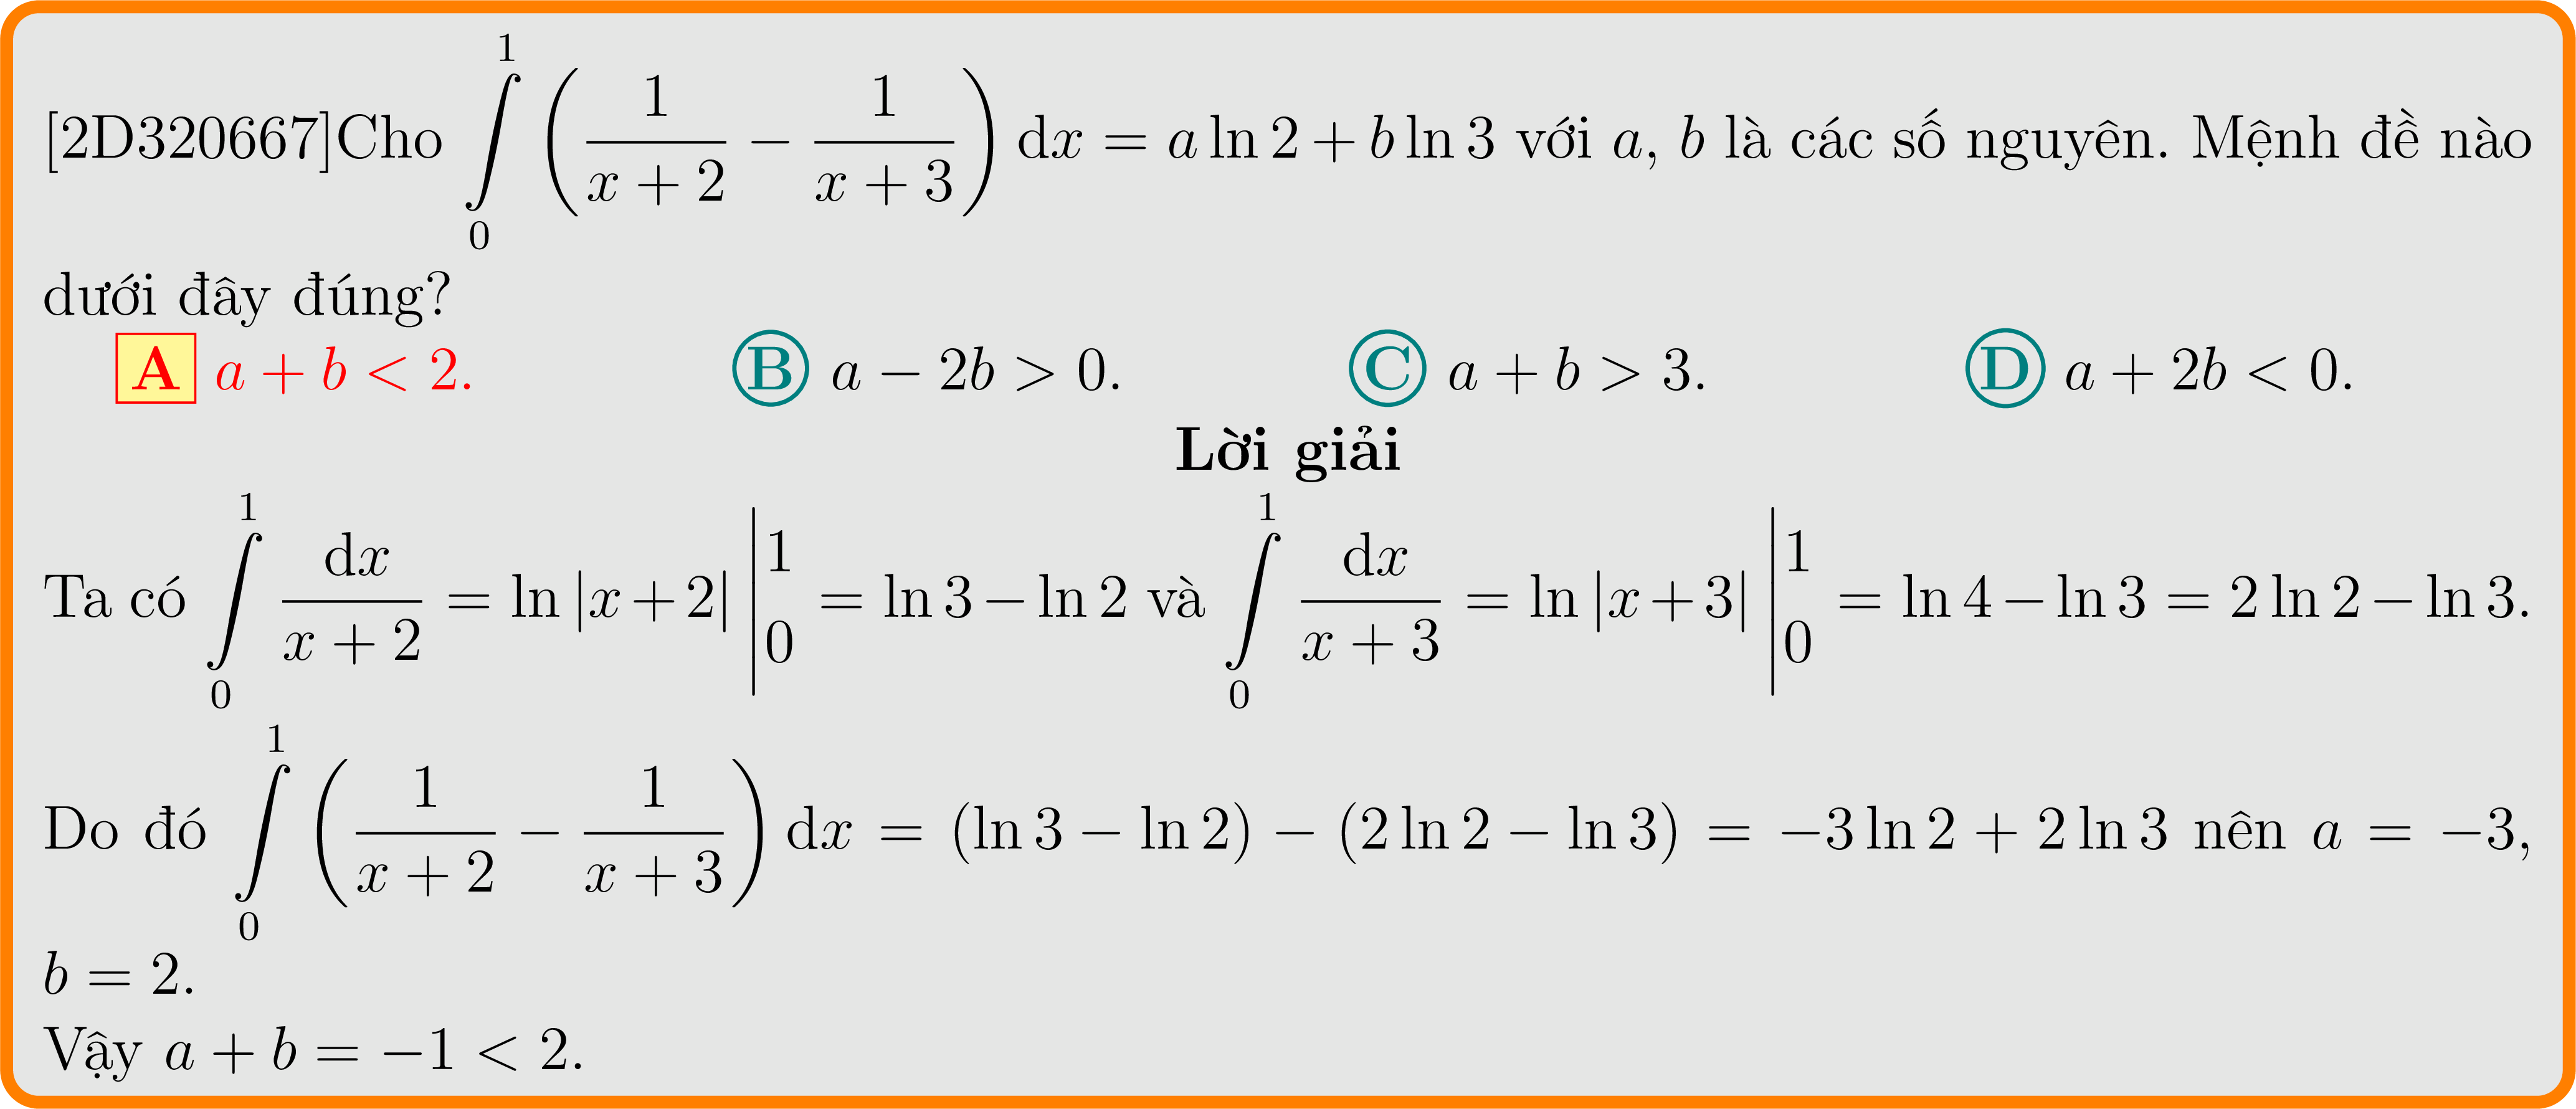 [2D320667]Cho $\int\limits_0^1 \left(\frac{1}{x+2} - \frac{1}{x+3}\right) \mathrm{d}x = a\ln 2 + b\ln 3$ với $a$, $b$ là các số nguyên. Mệnh đề nào
dưới đây đúng?
A $a + b < 2$. B $a - 2b > 0$. C $a + b > 3$. D $a + 2b < 0$.
Lời giải
Ta có $\int\limits_0^1 \frac{\mathrm{d}x}{x+2} = \ln|x+2| \Big|_0^1 = \ln 3 - \ln 2$ và $\int\limits_0^1 \frac{\mathrm{d}x}{x+3} = \ln|x+3| \Big|_0^1 = \ln 4 - \ln 3 = 2\ln 2 - \ln 3$.
Do đó $\int\limits_0^1 \left(\frac{1}{x+2} - \frac{1}{x+3}\right) \mathrm{d}x = (\ln 3 - \ln 2) - (2\ln 2 - \ln 3) = -3\ln 2 + 2\ln 3$ nên $a = -3$,
$b = 2$.
Vậy $a + b = -1 < 2$.